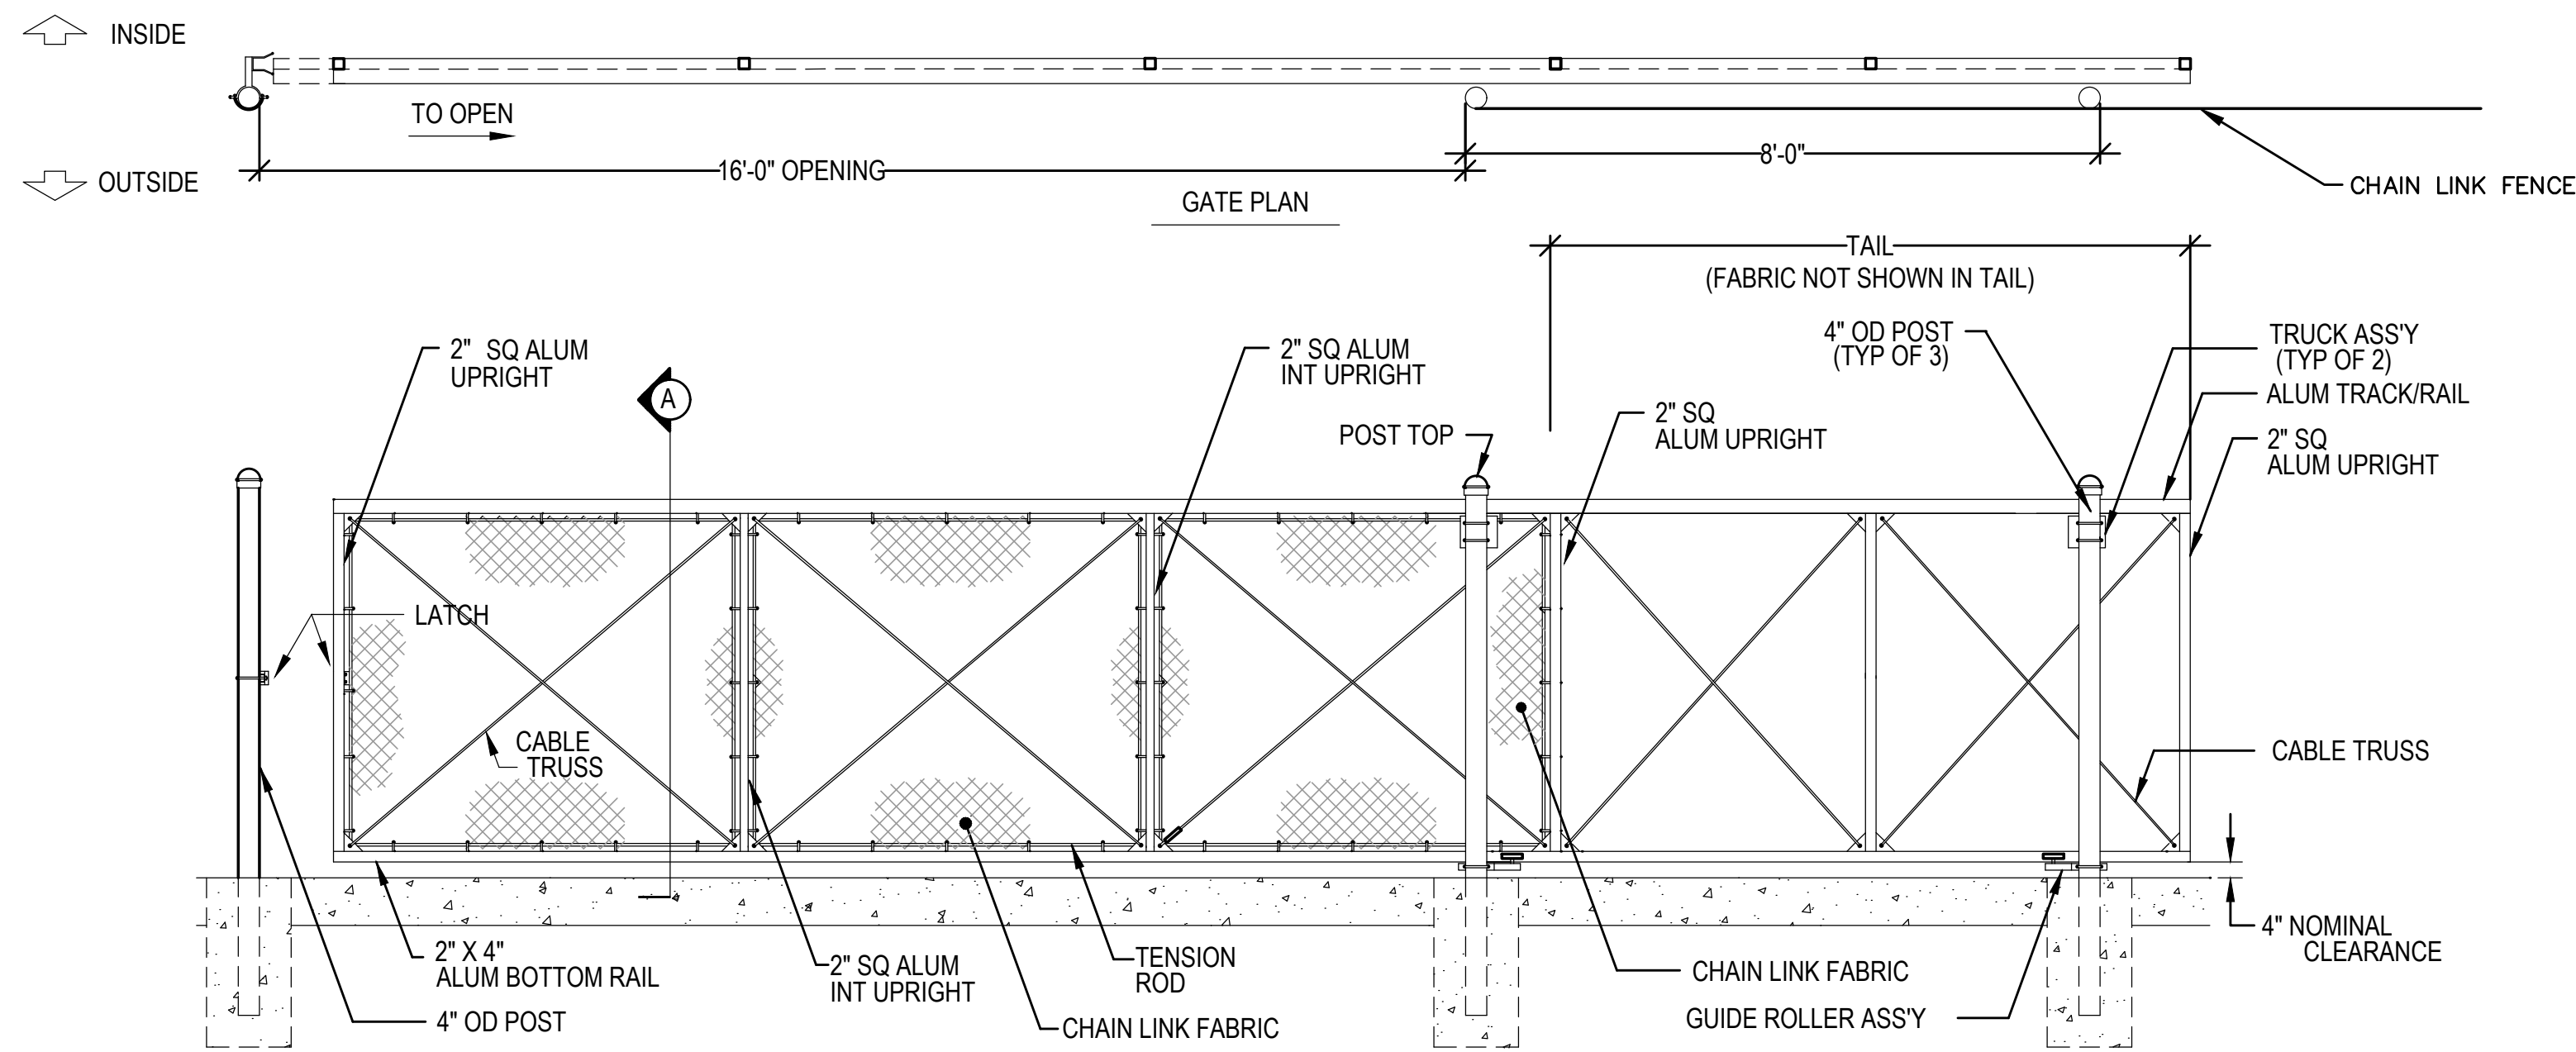 INSIDE
TO OPEN
OUTSIDE
16'-0" OPENING
8'-0"
CHAIN LINK FENCE
GATE PLAN
TAIL
(FABRIC NOT SHOWN IN TAIL)
2" SQ ALUM
UPRIGHT
A
2" SQ ALUM
INT UPRIGHT
POST TOP
2" SQ
ALUM UPRIGHT
4" OD POST
(TYP OF 3)
TRUCK ASS'Y
(TYP OF 2)
ALUM TRACK/RAIL
2" SQ
ALUM UPRIGHT
LATCH
CABLE
TRUSS
CABLE TRUSS
2" X 4"
ALUM BOTTOM RAIL
4" OD POST
2" SQ ALUM
INT UPRIGHT
TENSION
ROD
CHAIN LINK FABRIC
CHAIN LINK FABRIC
GUIDE ROLLER ASS'Y
4" NOMINAL
CLEARANCE